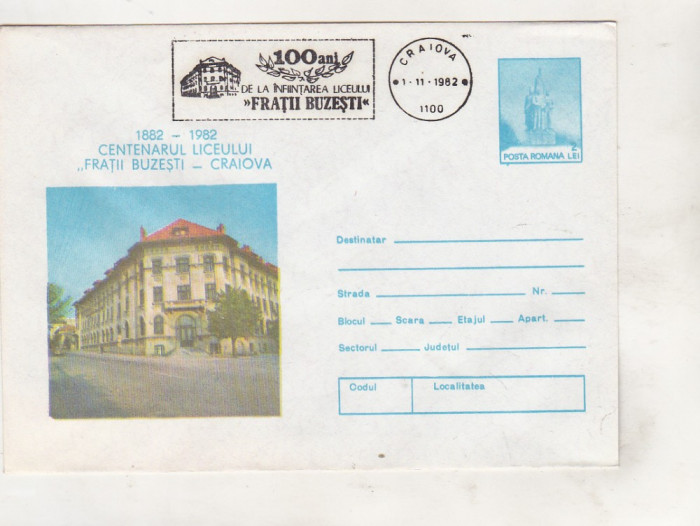 100 ani
DE LA ÎNFIINȚAREA LICEULUI
»FRAȚII BUZEȘTI«
CRAIOVA
1-11-1982
1100
POSTA ROMANA 2 LEI
1882 - 1982
CENTENARUL LICEULUI
„FRAȚII BUZEȘTI - CRAIOVA
Destinatar
Strada Nr.
Blocul Scara Etajul Apart.
Sectorul Județul
Codul Localitatea